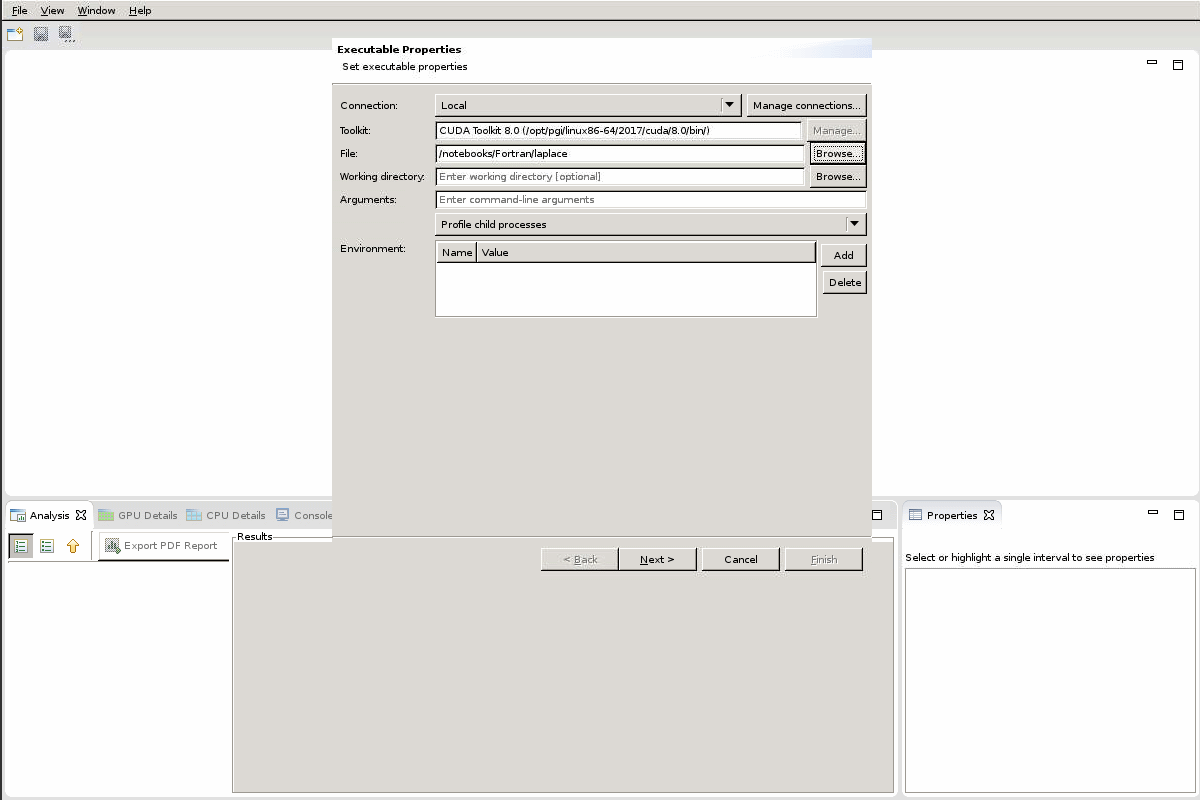 File View Window Help
Executable Properties
Set executable properties
Connection: Local Manage connections...
Toolkit: CUDA Toolkit 8.0 (/opt/pgi/linux86-64/2017/cuda/8.0/bin/) Manage...
File: /notebooks/Fortran/laplace Browse...
Working directory: Enter working directory [optional] Browse...
Arguments: Enter command-line arguments
Profile child processes
Environment: Name Value Add
Delete
Analysis GPU Details CPU Details Console Properties
Export PDF Report Results
Select or highlight a single interval to see properties
< Back Next > Cancel Finish